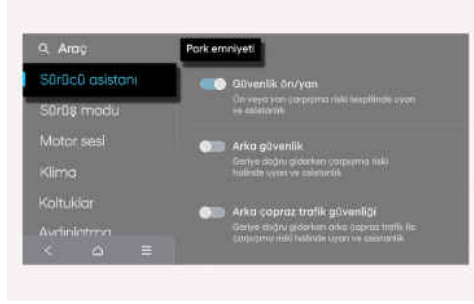 Araç
Park emniyeti
Sürücü asistanı
Güvenlik ön/yan
Ön veya yan çarpışma riski tespitinde uyarı
ve asistanlık
Sürüş modu
Motor sesi
Arka güvenlik
Geriye doğru giderken çarpışma riski
halinde uyarı ve asistanlık
Klima
Koltuklar
Arka çapraz trafik güvenliği
Geriye doğru giderken arka çapraz trafik ile
çarpışma riski halinde uyarı ve asistanlık
Aydınlatma